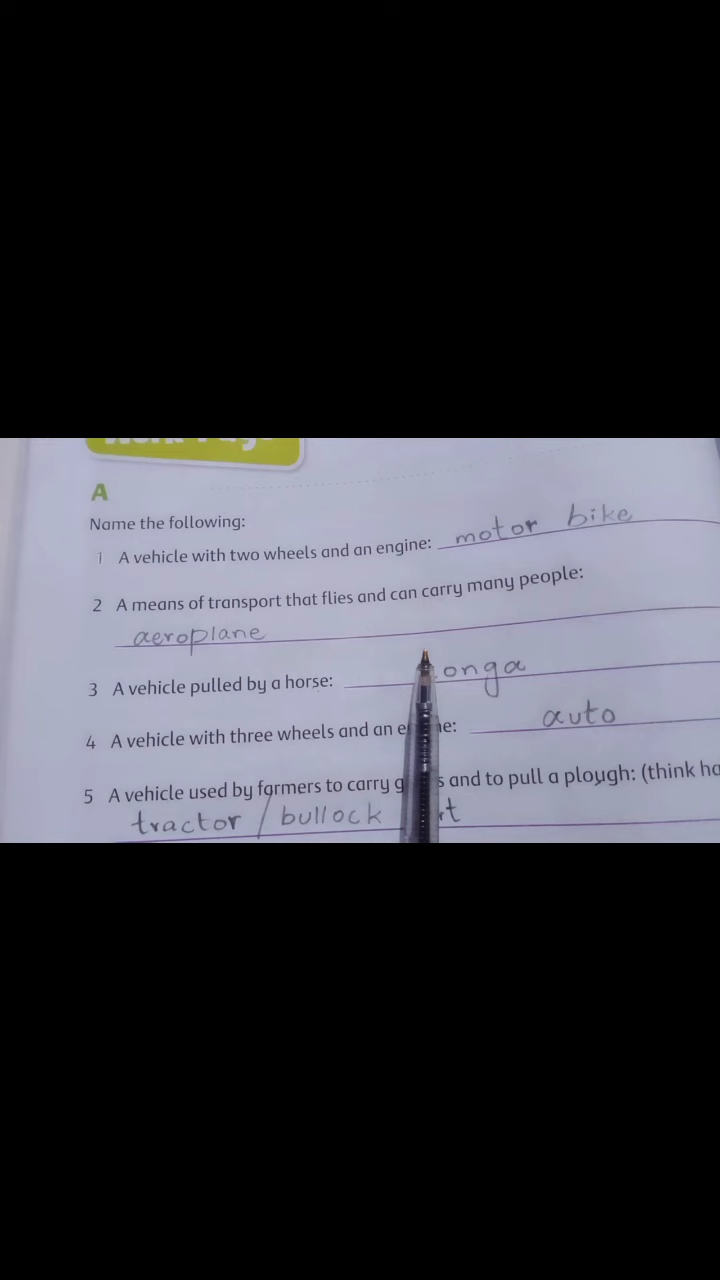 A
Name the following:
1 A vehicle with two wheels and an engine: motor bike
2 A means of transport that flies and can carry many people:
aeroplane
3 A vehicle pulled by a horse: onga
4 A vehicle with three wheels and an e e: auto
5 A vehicle used by farmers to carry g s and to pull a plough: (think ha
tractor / bullock rt